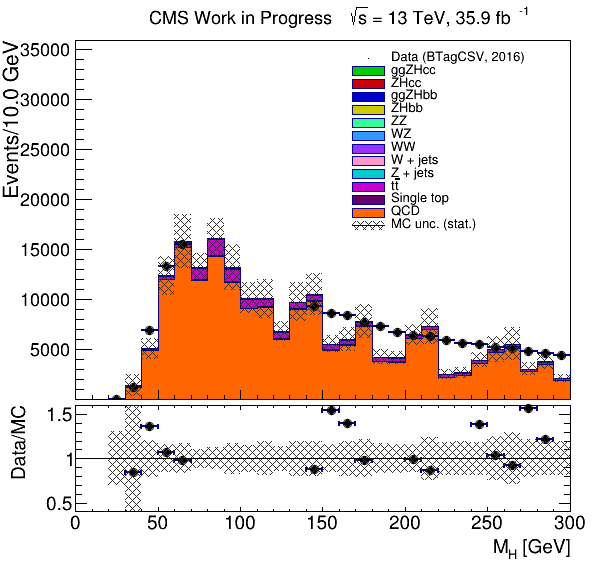 CMS Work in Progress √s = 13 TeV, 35.9 fb⁻¹
Events/10.0 GeV
35000
30000
25000
20000
15000
10000
5000
Data (BTagCSV, 2016)
ggZHcc
ZHcc
ggZHbb
ZHbb
ZZ
WZ
WW
W + jets
Z + jets
tt̄
Single top
QCD
MC unc. (stat.)
Data/MC
1.5
1
0.5
0 50 100 150 200 250 300
M_H [GeV]